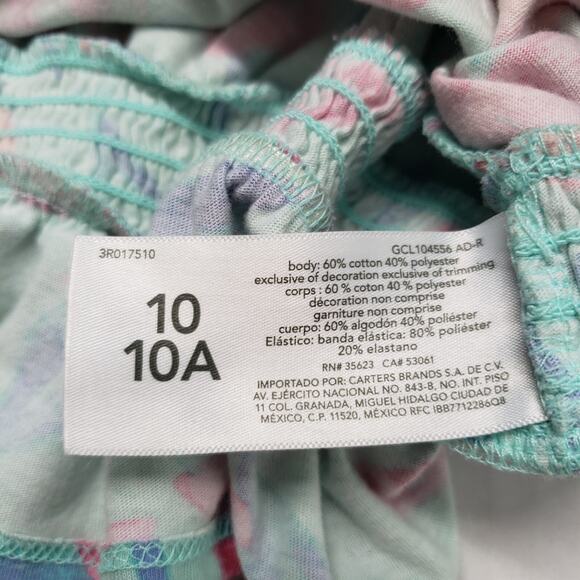 3R017510
GCL104556 AD-R
10
10A
body: 60% cotton 40% polyester
exclusive of decoration exclusive of trimming
corps : 60 % coton 40 % polyester
décoration non comprise
garniture non comprise
cuerpo: 60% algodón 40% poliéster
Elástico: banda elástica: 80% poliéster
20% elastano
RN# 35623 CA# 53061
IMPORTADO POR: CARTERS BRANDS S.A. DE C.V.
AV. EJÉRCITO NACIONAL NO. 843-B, NO. INT. PISO
11 COL. GRANADA, MIGUEL HIDALGO CIUDAD DE
MÉXICO, C.P. 11520, MÉXICO RFC IBB7712286Q8